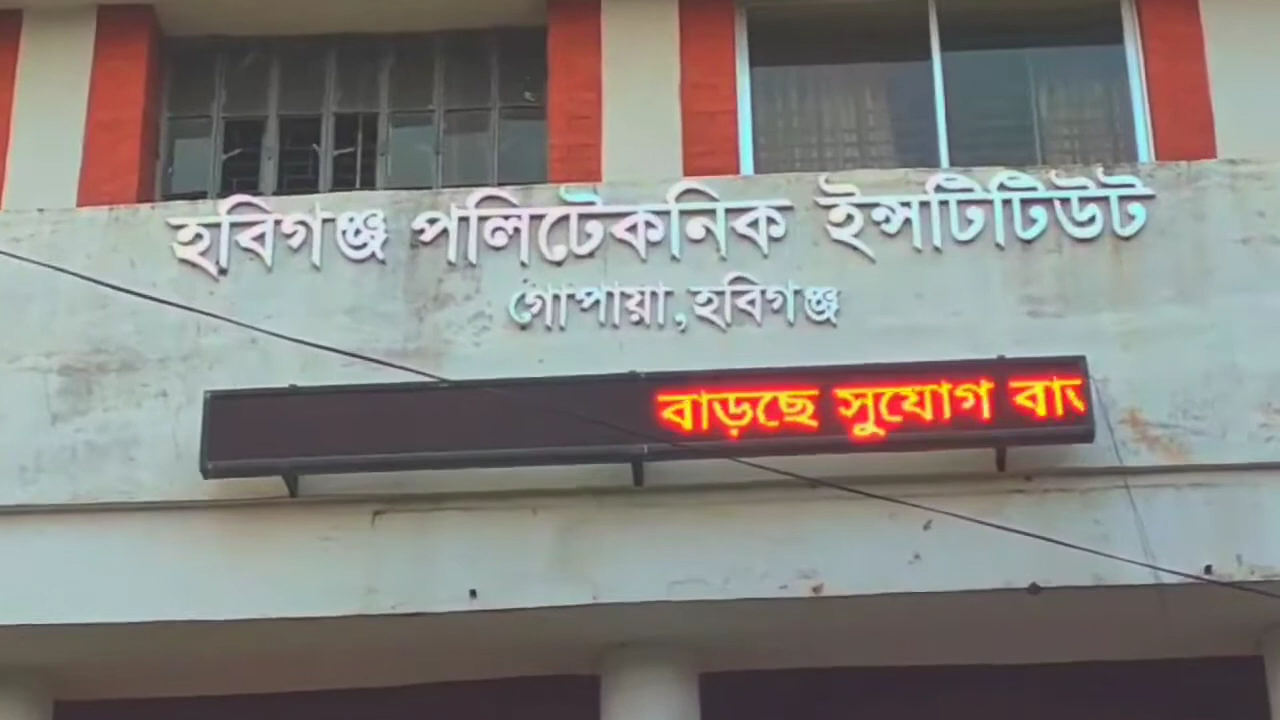 হবিগঞ্জ পলিটেকনিক ইন্সটিটিউট
গোপায়া,হবিগঞ্জ
বাড়ছে সুযোগ